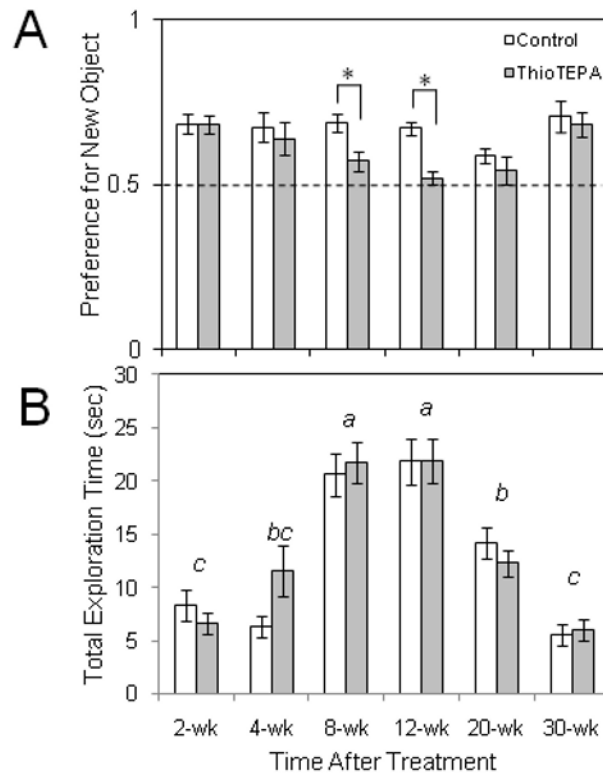 A
Preference for New Object
1
0.5
0
Control
ThioTEPA
*
*
B
Total Exploration Time (sec)
30
25
20
15
10
5
0
c
bc
a
a
b
c
2-wk 4-wk 8-wk 12-wk 20-wk 30-wk
Time After Treatment